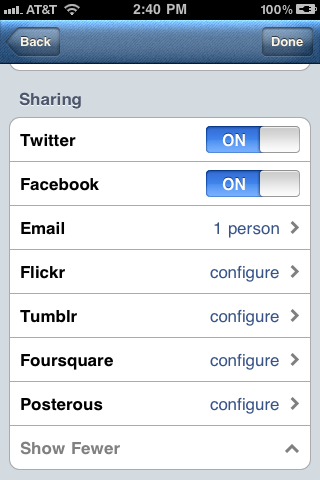 AT&T 2:40 PM 100%
Back Done
Sharing
Twitter ON
Facebook ON
Email 1 person
Flickr configure
Tumblr configure
Foursquare configure
Posterous configure
Show Fewer